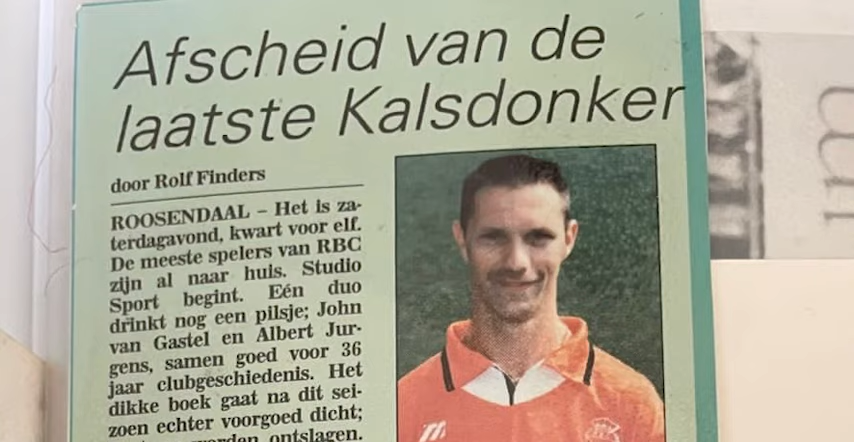 Afscheid van de
laatste Kalsdonker
door Rolf Finders
ROOSENDAAL – Het is za-
terdagavond, kwart voor elf.
De meeste spelers van RBC
zijn al naar huis. Studio
Sport begint. Eén duo
drinkt nog een pilsje; John
van Gastel en Albert Jur-
gens, samen goed voor 36
jaar clubgeschiedenis. Het
dikke boek gaat na dit sei-
zoen echter voorgoed dicht;
ontslagen.